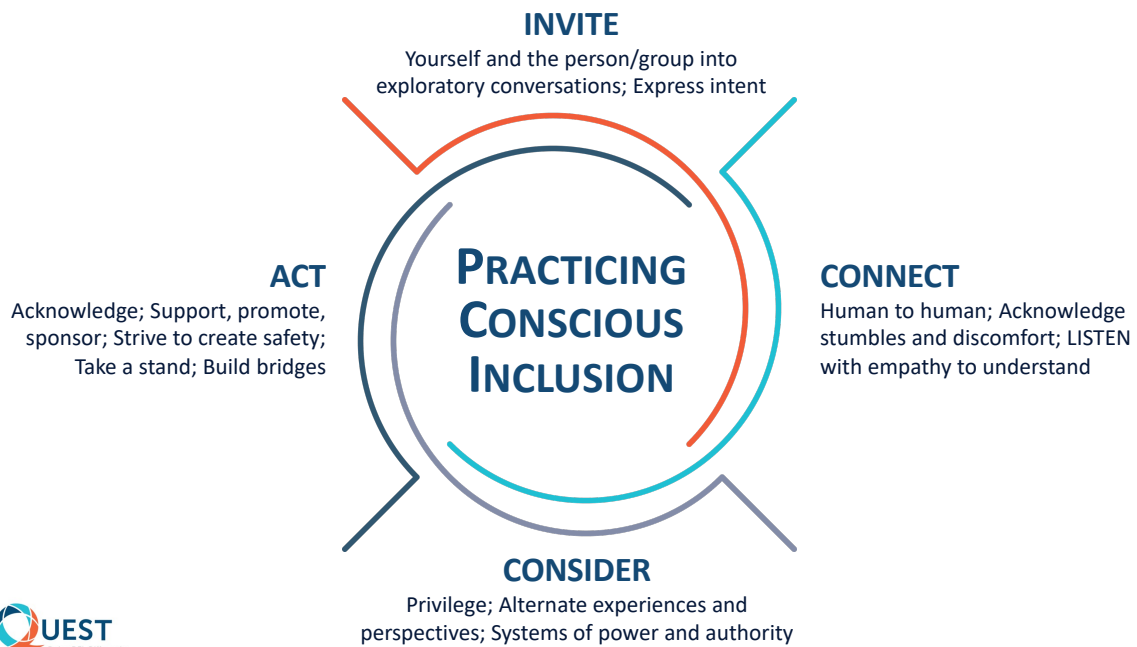 INVITE
Yourself and the person/group into
exploratory conversations; Express intent
ACT
Acknowledge; Support, promote,
sponsor; Strive to create safety;
Take a stand; Build bridges
PRACTICING
CONSCIOUS
INCLUSION
CONNECT
Human to human; Acknowledge
stumbles and discomfort; LISTEN
with empathy to understand
CONSIDER
Privilege; Alternate experiences and
perspectives; Systems of power and authority
QUEST